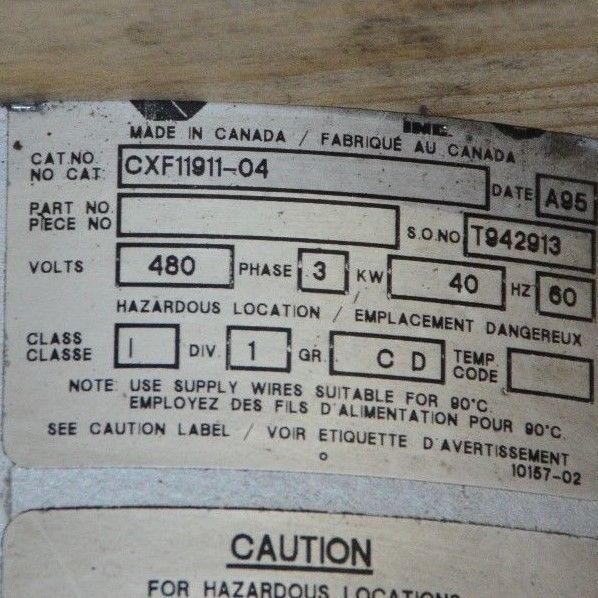 INC.
MADE IN CANADA / FABRIQUÉ AU CANADA
CAT.NO. CXF11911-04 DATE A95
NO CAT.
PART NO. S.O.NO. T942913
PIECE NO
VOLTS 480 PHASE 3 KW 40 HZ 60
HAZARDOUS LOCATION / EMPLACEMENT DANGEREUX
CLASS I DIV. 1 GR. C D TEMP.
CLASSE CODE
NOTE: USE SUPPLY WIRES SUITABLE FOR 90°C.
EMPLOYEZ DES FILS D'ALIMENTATION POUR 90°C.
SEE CAUTION LABEL / VOIR ETIQUETTE D'AVERTISSEMENT
10157-02
CAUTION
FOR HAZARDOUS LOCATIONS